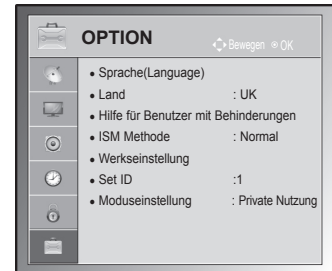 OPTION
Bewegen OK
• Sprache(Language)
• Land : UK
• Hilfe für Benutzer mit Behinderungen
• ISM Methode : Normal
• Werkseinstellung
• Set ID :1
• Moduseinstellung : Private Nutzung